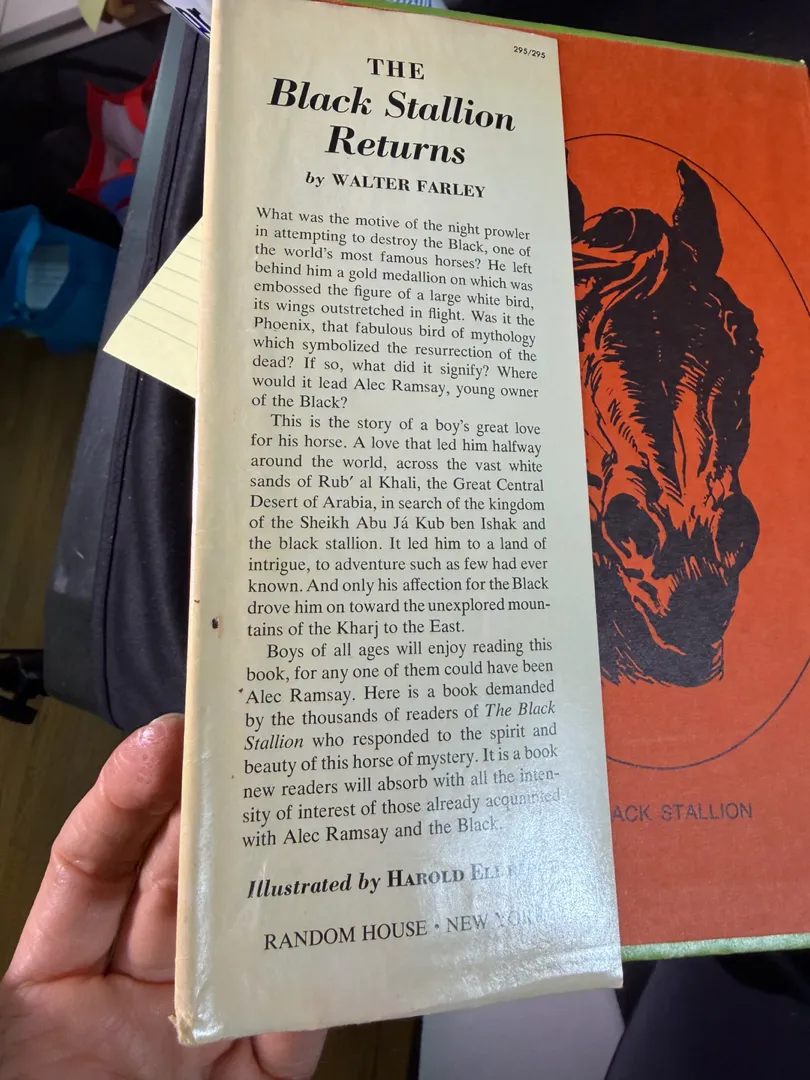 295/295
THE
Black Stallion
Returns
by WALTER FARLEY
What was the motive of the night prowler
in attempting to destroy the Black, one of
the world's most famous horses? He left
behind him a gold medallion on which was
embossed the figure of a large white bird,
its wings outstretched in flight. Was it the
Phoenix, that fabulous bird of mythology
which symbolized the resurrection of the
dead? If so, what did it signify? Where
would it lead Alec Ramsay, young owner
of the Black?
This is the story of a boy's great love
for his horse. A love that led him halfway
around the world, across the vast white
sands of Rub' al Khali, the Great Central
Desert of Arabia, in search of the kingdom
of the Sheikh Abu Já Kub ben Ishak and
the black stallion. It led him to a land of
intrigue, to adventure such as few had ever
known. And only his affection for the Black
drove him on toward the unexplored moun-
tains of the Kharj to the East.
Boys of all ages will enjoy reading this
book, for any one of them could have been
Alec Ramsay. Here is a book demanded
by the thousands of readers of The Black
Stallion who responded to the spirit and
beauty of this horse of mystery. It is a book
new readers will absorb with all the inten-
sity of interest of those already acquainted
with Alec Ramsay and the Black.
Illustrated by HAROLD
RANDOM HOUSE • NEW YORK
ACK STALLION